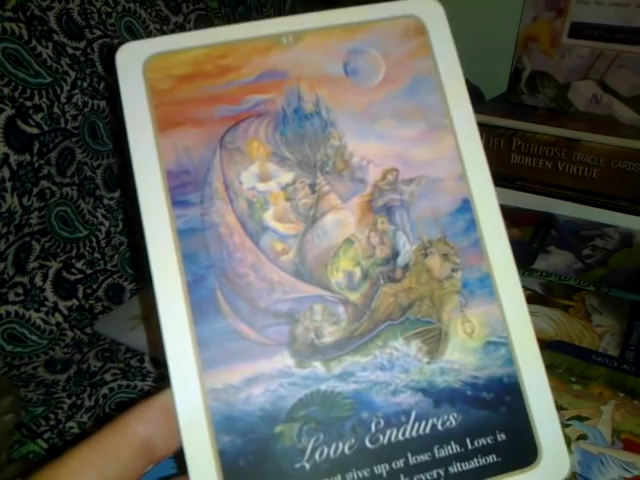 LIFE PURPOSE ORACLE CARDS
DOREEN VIRTUE
N
Love Endures
not give up or lose faith. Love is
every situation.